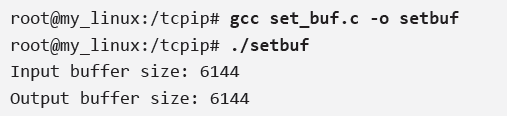 root@my_linux:/tcpip# gcc set_buf.c -o setbuf
root@my_linux:/tcpip# ./setbuf
Input buffer size: 6144
Output buffer size: 6144